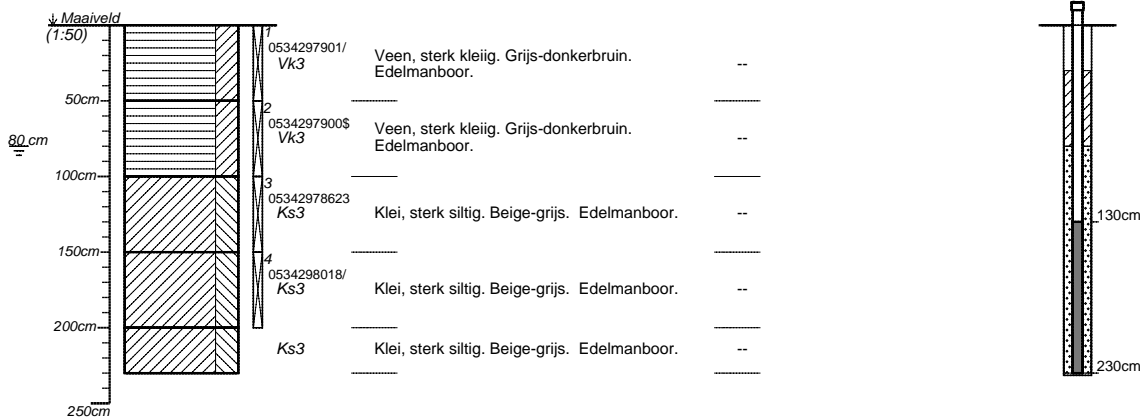 Maaiveld
(1:50)
1
0534297901/
Vk3
Veen, sterk kleiig. Grijs-donkerbruin.
Edelmanboor.
--
50cm
2
0534297900$
Vk3
Veen, sterk kleiig. Grijs-donkerbruin.
Edelmanboor.
--
80 cm
100cm
3
05342978623
Ks3
Klei, sterk siltig. Beige-grijs. Edelmanboor.
--
130cm
150cm
4
0534298018/
Ks3
Klei, sterk siltig. Beige-grijs. Edelmanboor.
--
200cm
Ks3
Klei, sterk siltig. Beige-grijs. Edelmanboor.
--
230cm
250cm